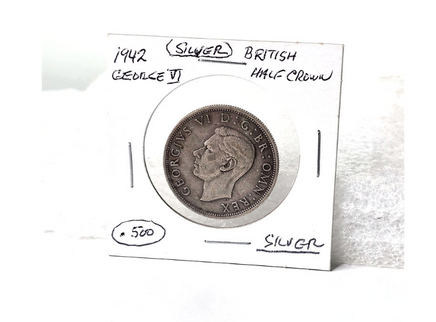 1942 (SILVER) BRITISH
GEORGE VI HALF CROWN
GEORGIVS VI D:G:BR:OMN:REX
.500 SILVER